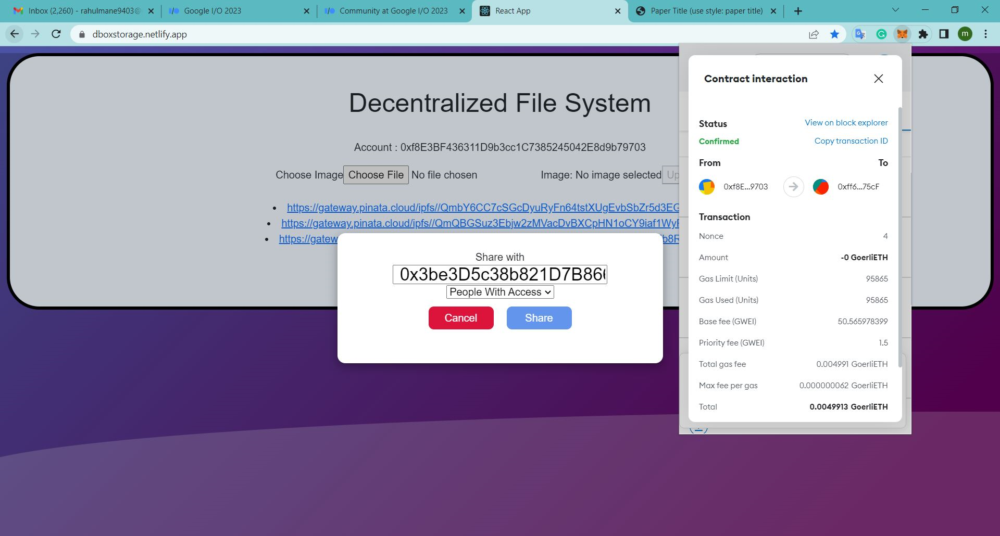 Inbox (2,260) - rahulmane9403@
Google I/O 2023
Community at Google I/O 2023
React App
Paper Title (use style: paper title)
dboxstorage.netlify.app
m
Decentralized File System
Account : 0xf8E3BF436311D9b3cc1C7385245042E8d9b79703
Choose Image Choose File No file chosen
Image: No image selected Up
https://gateway.pinata.cloud/ipfs//QmbY6CC7cSGcDyuRyFn64tstXUgEvbSbZr5d3EG
https://gateway.pinata.cloud/ipfs//QmQBGSuz3Ebjw2zMVacDvBXCpHN1oCY9iaf1Wy
https://gatew
b8R
Share with
0x3be3D5c38b821D7B86
People With Access
Cancel
Share
Contract interaction
Status
View on block explorer
Confirmed
Copy transaction ID
From
To
0xf8E...9703
0xff6...75cF
Transaction
Nonce 4
Amount -0 GoerliETH
Gas Limit (Units) 95865
Gas Used (Units) 95865
Base fee (GWEI) 50.565978399
Priority fee (GWEI) 1.5
Total gas fee 0.004991 GoerliETH
Max fee per gas 0.000000062 GoerliETH
Total 0.0049913 GoerliETH